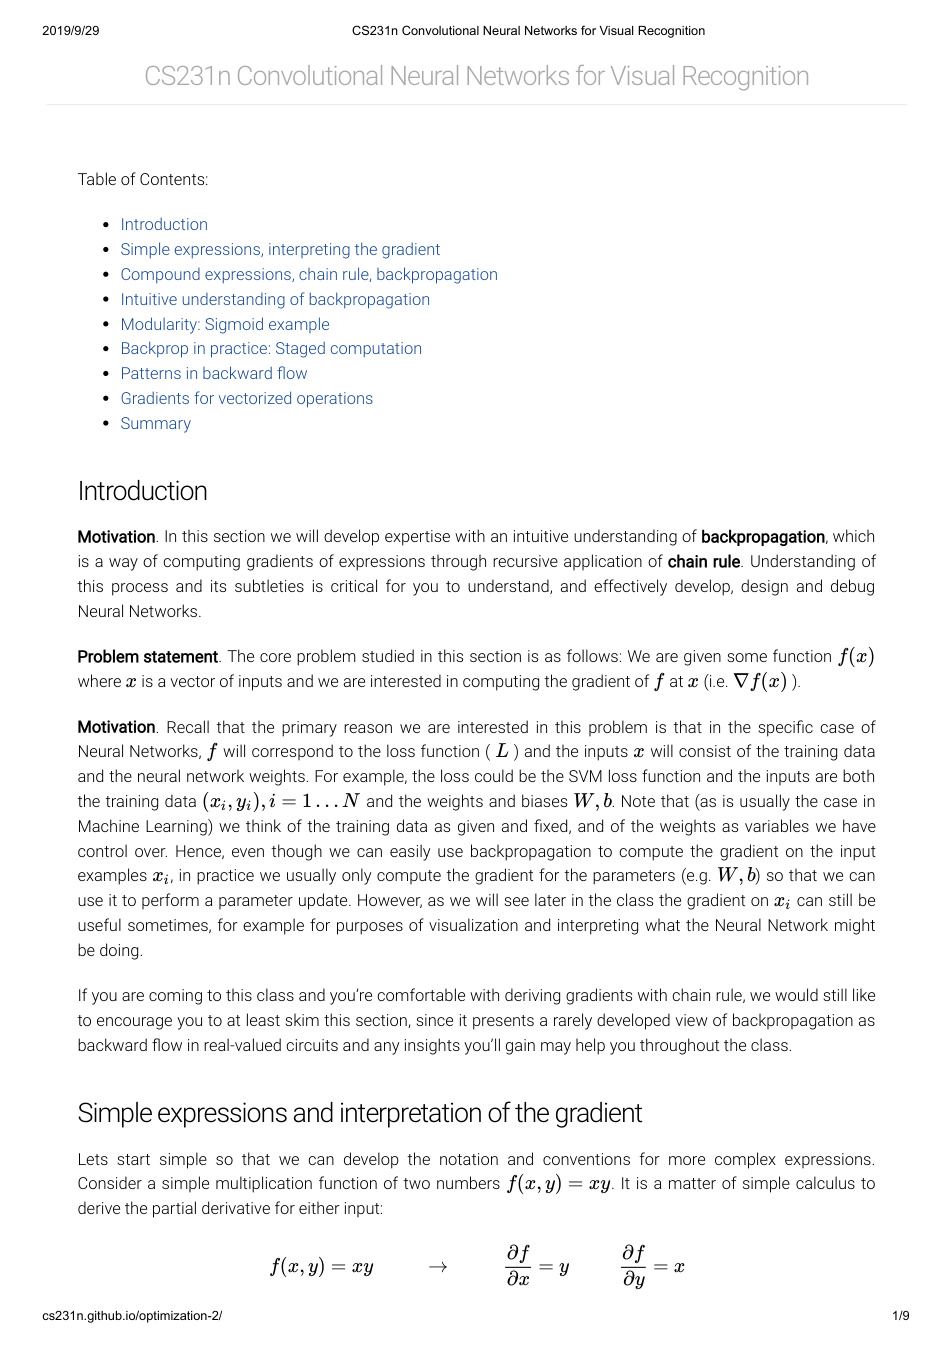 2019/9/29 CS231n Convolutional Neural Networks for Visual Recognition
CS231n Convolutional Neural Networks for Visual Recognition
Table of Contents:
• Introduction
• Simple expressions, interpreting the gradient
• Compound expressions, chain rule, backpropagation
• Intuitive understanding of backpropagation
• Modularity: Sigmoid example
• Backprop in practice: Staged computation
• Patterns in backward flow
• Gradients for vectorized operations
• Summary
Introduction
Motivation. In this section we will develop expertise with an intuitive understanding of backpropagation, which
is a way of computing gradients of expressions through recursive application of chain rule. Understanding of
this process and its subtleties is critical for you to understand, and effectively develop, design and debug
Neural Networks.
Problem statement. The core problem studied in this section is as follows: We are given some function f(x)
where x is a vector of inputs and we are interested in computing the gradient of f at x (i.e. ∇f(x) ).
Motivation. Recall that the primary reason we are interested in this problem is that in the specific case of
Neural Networks, f will correspond to the loss function ( L ) and the inputs x will consist of the training data
and the neural network weights. For example, the loss could be the SVM loss function and the inputs are both
the training data (xᵢ, yᵢ), i = 1 … N and the weights and biases W, b. Note that (as is usually the case in
Machine Learning) we think of the training data as given and fixed, and of the weights as variables we have
control over. Hence, even though we can easily use backpropagation to compute the gradient on the input
examples xᵢ, in practice we usually only compute the gradient for the parameters (e.g. W, b) so that we can
use it to perform a parameter update. However, as we will see later in the class the gradient on xᵢ can still be
useful sometimes, for example for purposes of visualization and interpreting what the Neural Network might
be doing.
If you are coming to this class and you’re comfortable with deriving gradients with chain rule, we would still like
to encourage you to at least skim this section, since it presents a rarely developed view of backpropagation as
backward flow in real-valued circuits and any insights you’ll gain may help you throughout the class.
Simple expressions and interpretation of the gradient
Lets start simple so that we can develop the notation and conventions for more complex expressions.
Consider a simple multiplication function of two numbers f(x, y) = xy. It is a matter of simple calculus to
derive the partial derivative for either input:
f(x, y) = xy → ∂f/∂x = y ∂f/∂y = x
cs231n.github.io/optimization-2/ 1/9